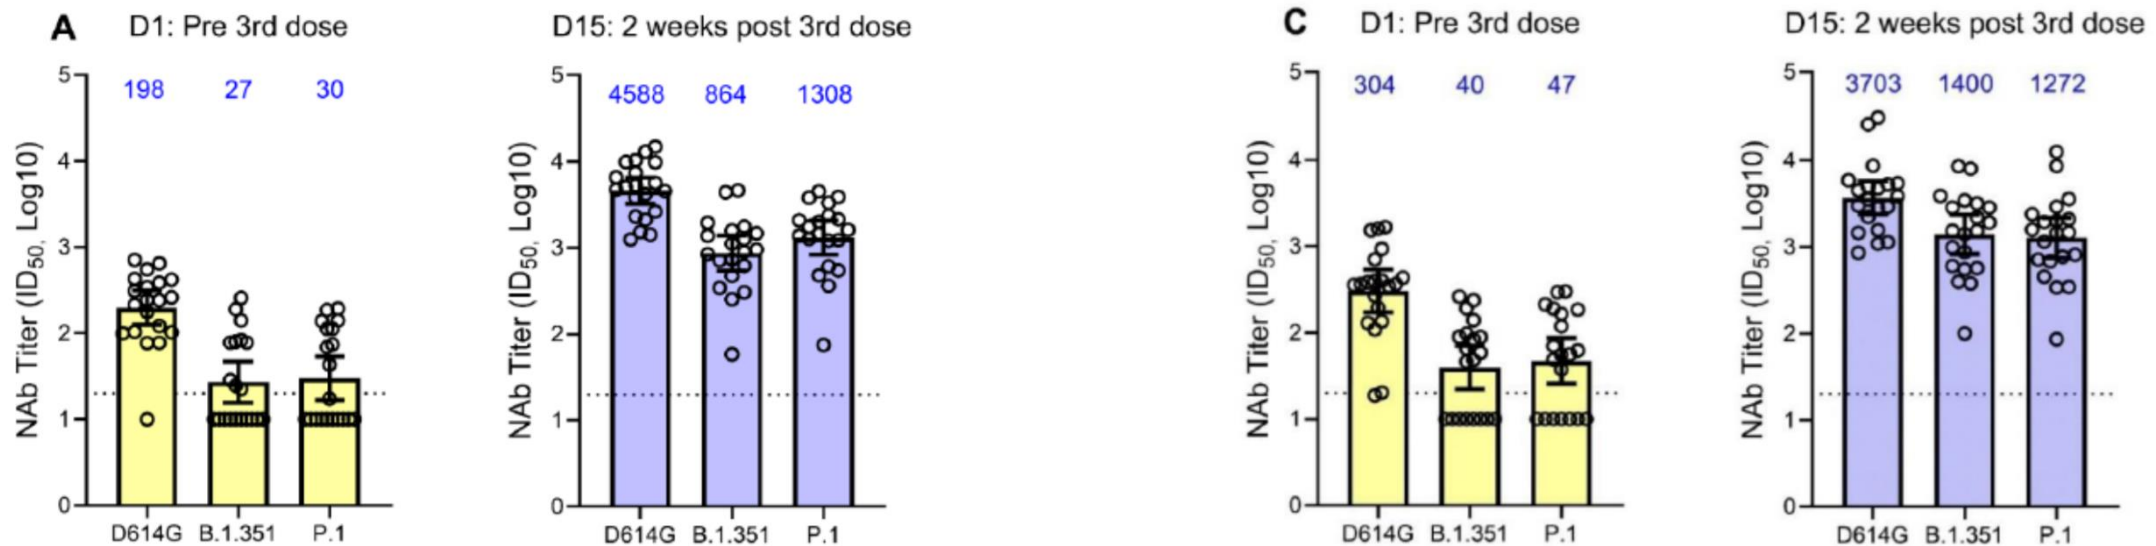 A D1: Pre 3rd dose
D15: 2 weeks post 3rd dose
C D1: Pre 3rd dose
D15: 2 weeks post 3rd dose
198 27 30
4588 864 1308
304 40 47
3703 1400 1272
NAb Titer (ID50, Log10)
5
4
3
2
1
0
D614G B.1.351 P.1
NAb Titer (ID50, Log10)
5
4
3
2
1
0
D614G B.1.351 P.1
NAb Titer (ID50, Log10)
5
4
3
2
1
0
D614G B.1.351 P.1
NAb Titer (ID50, Log10)
5
4
3
2
1
0
D614G B.1.351 P.1